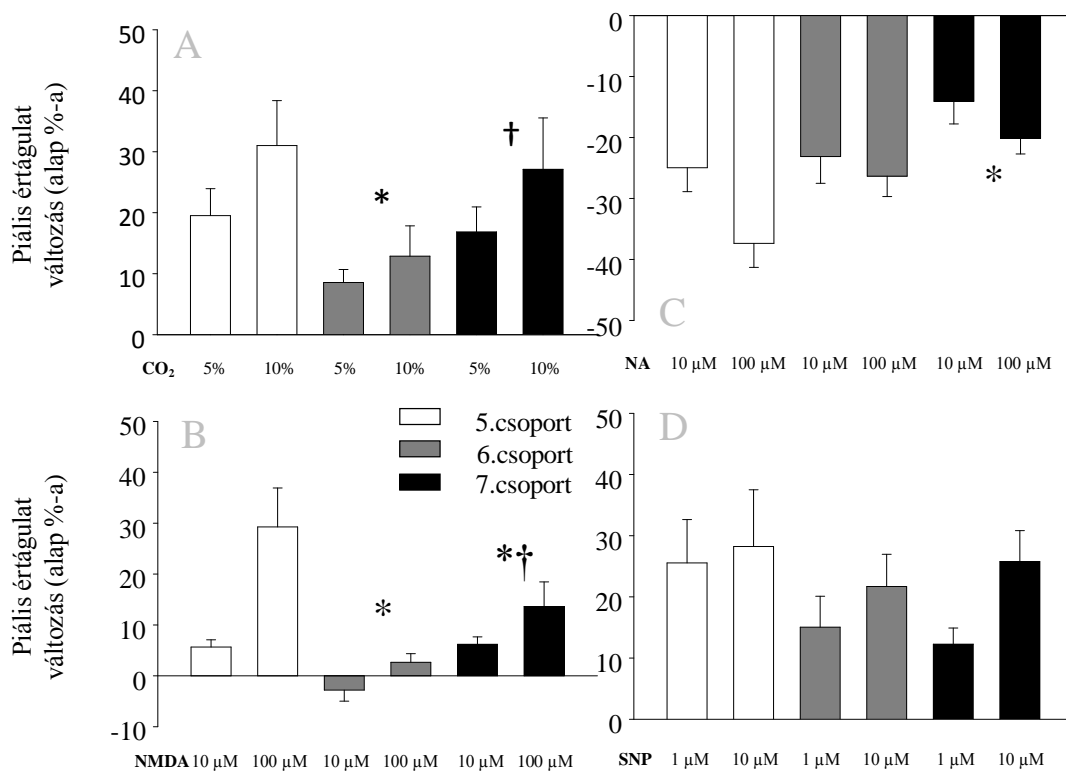 Piális értágulat
változás (alap %-a)
A
50
40
30
20
10
0
*
†
CO₂ 5% 10% 5% 10% 5% 10%
C
0
-10
-20
-30
-40
-50
*
NA 10 µM 100 µM 10 µM 100 µM 10 µM 100 µM
Piális értágulat
változás (alap %-a)
B
50
40
30
20
10
0
-10
5.csoport
6.csoport
7.csoport
*
*†
NMDA 10 µM 100 µM 10 µM 100 µM 10 µM 100 µM
D
50
40
30
20
10
0
SNP 1 µM 10 µM 1 µM 10 µM 1 µM 10 µM